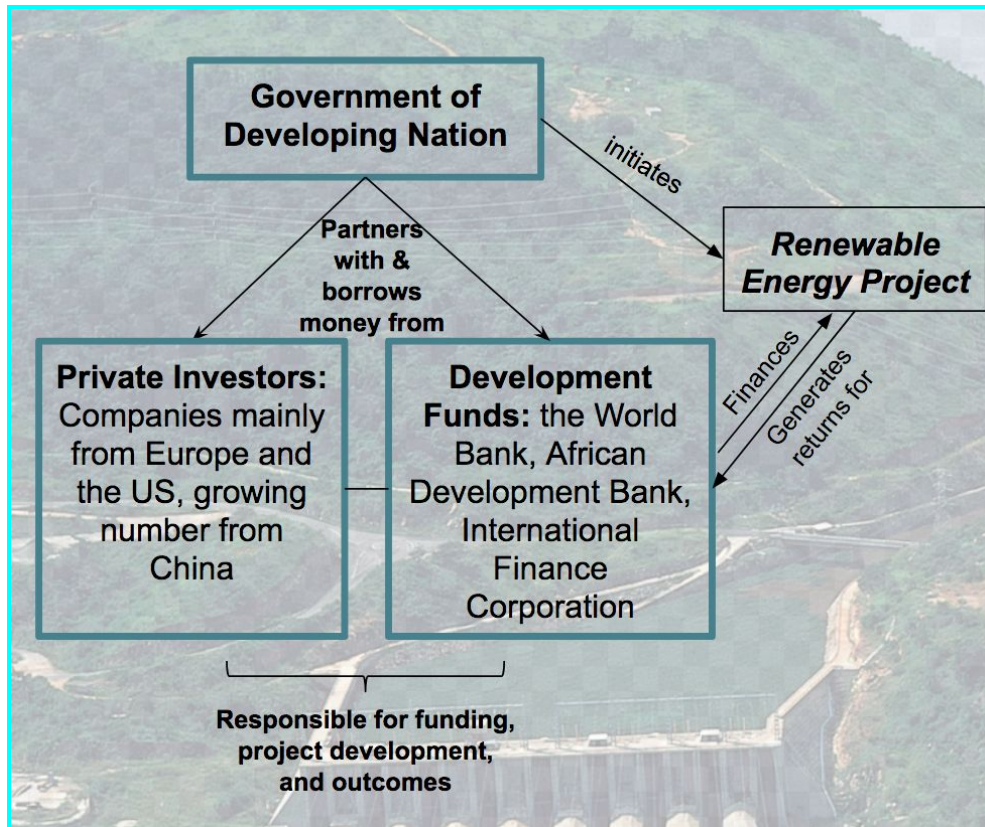 Government of
Developing Nation
initiates
Partners
with &
borrows
money from
Renewable
Energy Project
Private Investors:
Companies mainly
from Europe and
the US, growing
number from
China
Development
Funds: the World
Bank, African
Development Bank,
International
Finance
Corporation
Finances
Generates
returns for
Responsible for funding,
project development,
and outcomes